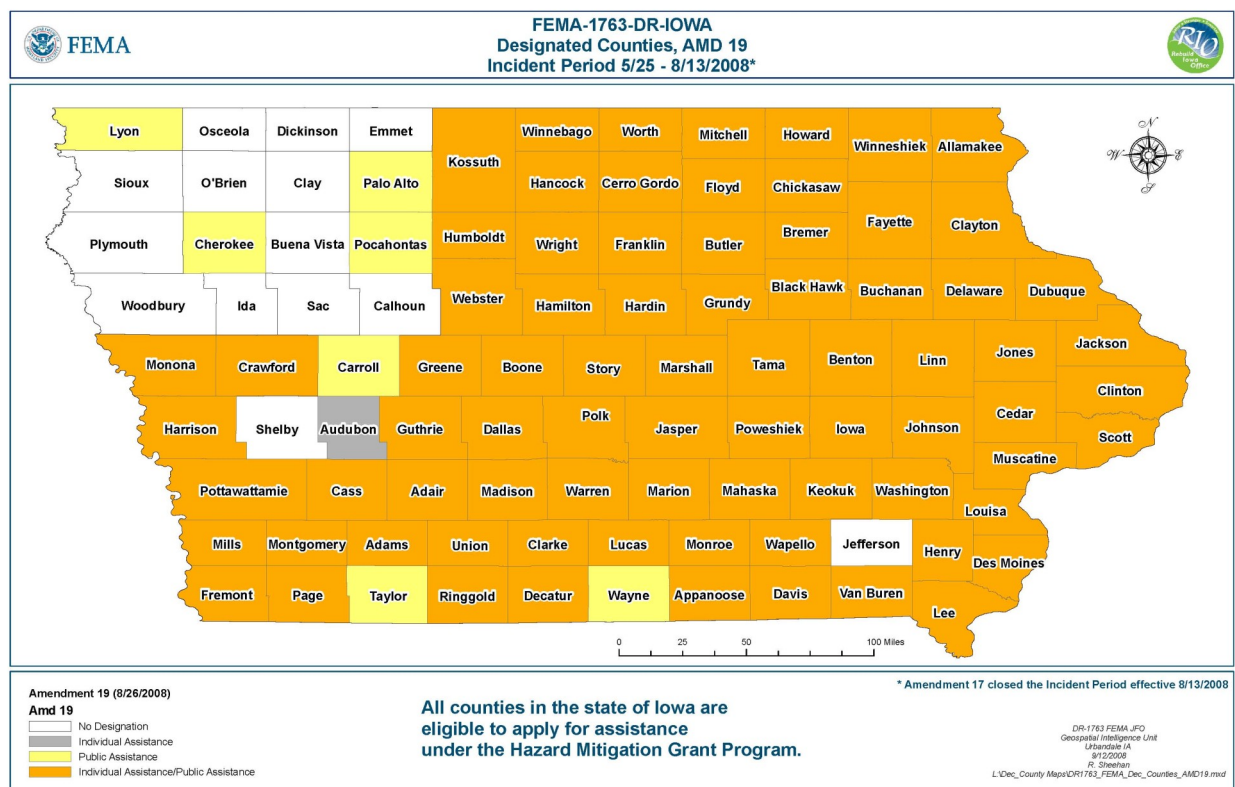 FEMA
FEMA-1763-DR-IOWA
Designated Counties, AMD 19
Incident Period 5/25 - 8/13/2008*
RIO
Rebuild
Iowa
Office
Lyon
Osceola
Dickinson
Emmet
Kossuth
Winnebago
Worth
Mitchell
Howard
Winneshiek
Allamakee
N
W
E
S
Sioux
O'Brien
Clay
Palo Alto
Hancock
Cerro Gordo
Floyd
Chickasaw
Plymouth
Cherokee
Buena Vista
Pocahontas
Humboldt
Wright
Franklin
Butler
Bremer
Fayette
Clayton
Woodbury
Ida
Sac
Calhoun
Webster
Hamilton
Hardin
Grundy
Black Hawk
Buchanan
Delaware
Dubuque
Monona
Crawford
Carroll
Greene
Boone
Story
Marshall
Tama
Benton
Linn
Jones
Jackson
Clinton
Harrison
Shelby
Audubon
Guthrie
Dallas
Polk
Jasper
Poweshiek
Iowa
Johnson
Cedar
Scott
Muscatine
Pottawattamie
Cass
Adair
Madison
Warren
Marion
Mahaska
Keokuk
Washington
Louisa
Mills
Montgomery
Adams
Union
Clarke
Lucas
Monroe
Wapello
Jefferson
Henry
Des Moines
Fremont
Page
Taylor
Ringgold
Decatur
Wayne
Appanoose
Davis
Van Buren
Lee
0 25 50 100 Miles
Amendment 19 (8/26/2008)
Amd 19
No Designation
Individual Assistance
Public Assistance
Individual Assistance/Public Assistance
All counties in the state of Iowa are
eligible to apply for assistance
under the Hazard Mitigation Grant Program.
* Amendment 17 closed the Incident Period effective 8/13/2008
DR-1763 FEMA JFO
Geospatial Intelligence Unit
Urbandale IA
9/12/2008
R. Sheehan
L:\Dec_County Maps\DR1763_FEMA_Dec_Counties_AMD19.mxd